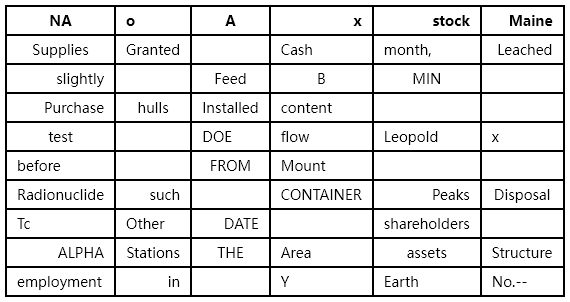 NA o A x stock Maine
Supplies Granted Cash month, Leached
slightly Feed B MIN
Purchase hulls Installed content
test DOE flow Leopold x
before FROM Mount
Radionuclide such CONTAINER Peaks Disposal
Tc Other DATE shareholders
ALPHA Stations THE Area assets Structure
employment in Y Earth No.--